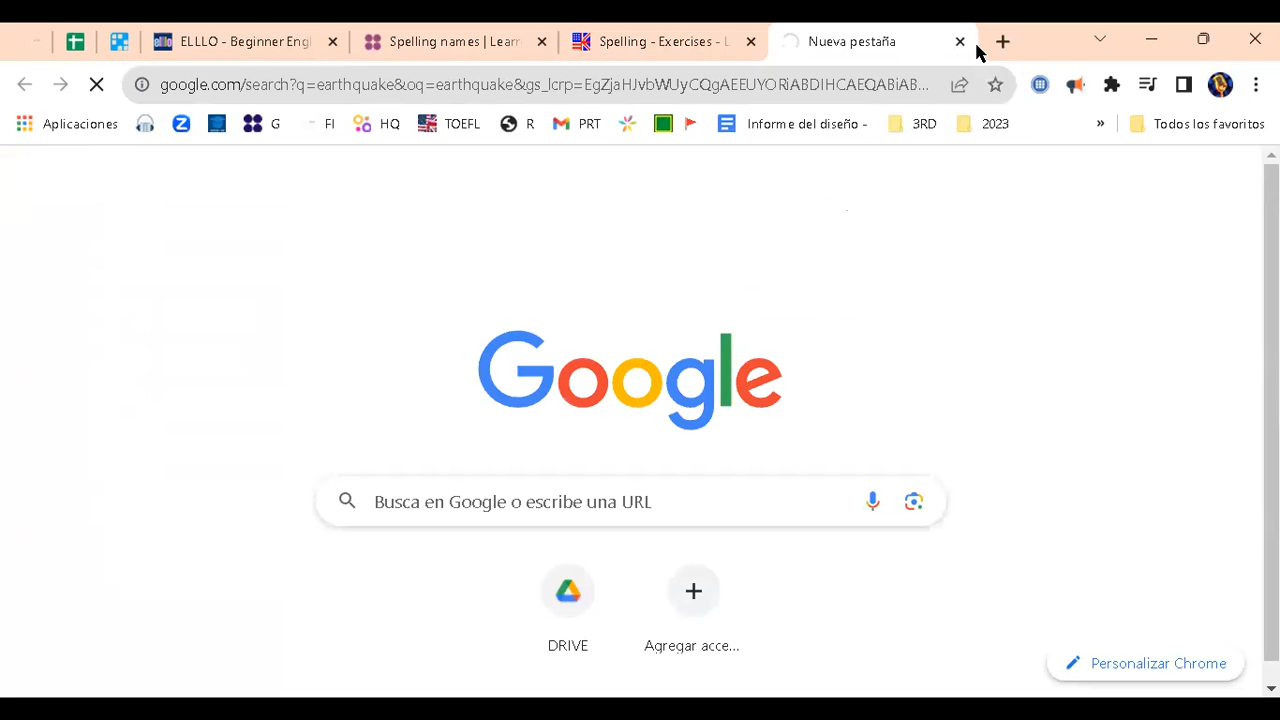 ELLLO - Beginner Engl
Spelling names | Learn
Spelling - Exercises - L
Nueva pestaña
google.com/search?q=earthquake&oq=earthquake&gs_lcrp=EgZjaHJvbWUyCQgAEEUYORiABDIHCAEQABiAB...
Aplicaciones
G
FI
HQ
TOEFL
R
PRT
Informe del diseño -
3RD
2023
»
Todos los favoritos
Google
Busca en Google o escribe una URL
DRIVE
Agregar acce...
Personalizar Chrome